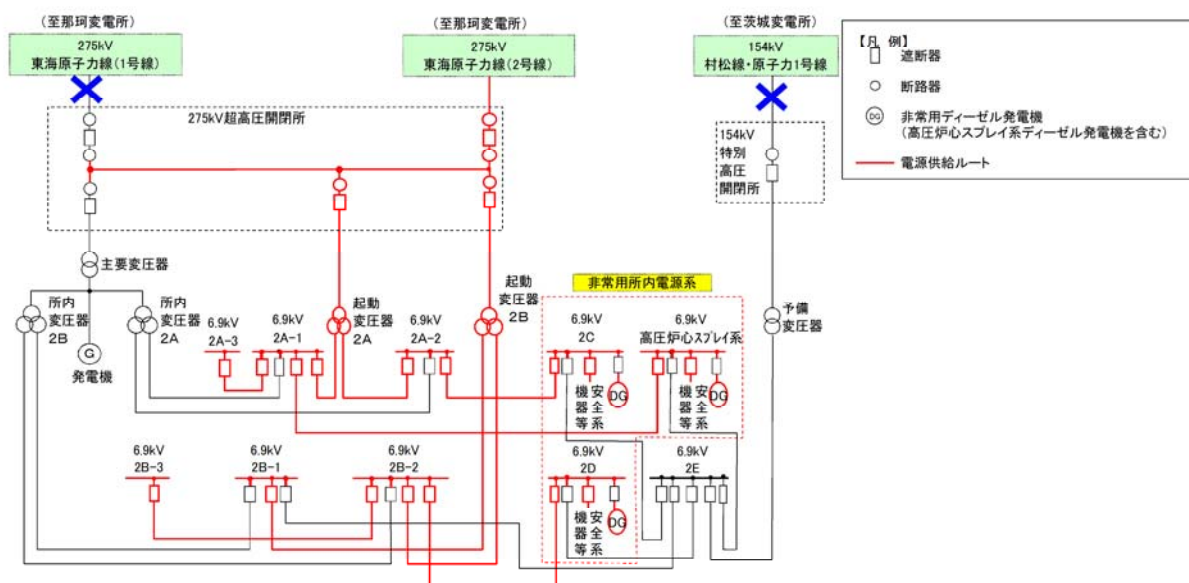 (至那珂変電所)
275kV
東海原子力線(1号線)
(至那珂変電所)
275kV
東海原子力線(2号線)
(至茨城変電所)
154kV
村松線・原子力1号線
【凡 例】
遮断器
断路器
DG
非常用ディーゼル発電機
(高圧炉心スプレイ系ディーゼル発電機を含む)
電源供給ルート
275kV超高圧開閉所
154kV
特別
高圧
開閉所
主要変圧器
所内
変圧器
2B
所内
変圧器
2A
G
発電機
起動
変圧器
2A
起動
変圧器
2B
予備
変圧器
非常用所内電源系
6.9kV
2A-3
6.9kV
2A-1
6.9kV
2A-2
6.9kV
2C
安全系
機器等
DG
6.9kV
高圧炉心スプレイ系
安全系
機器等
DG
6.9kV
2B-3
6.9kV
2B-1
6.9kV
2B-2
6.9kV
2D
安全系
機器等
DG
6.9kV
2E